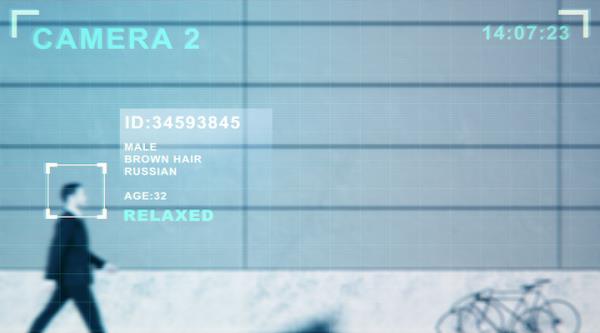 CAMERA 2
14:07:23
ID:34593845
MALE
BROWN HAIR
RUSSIAN
AGE:32
RELAXED